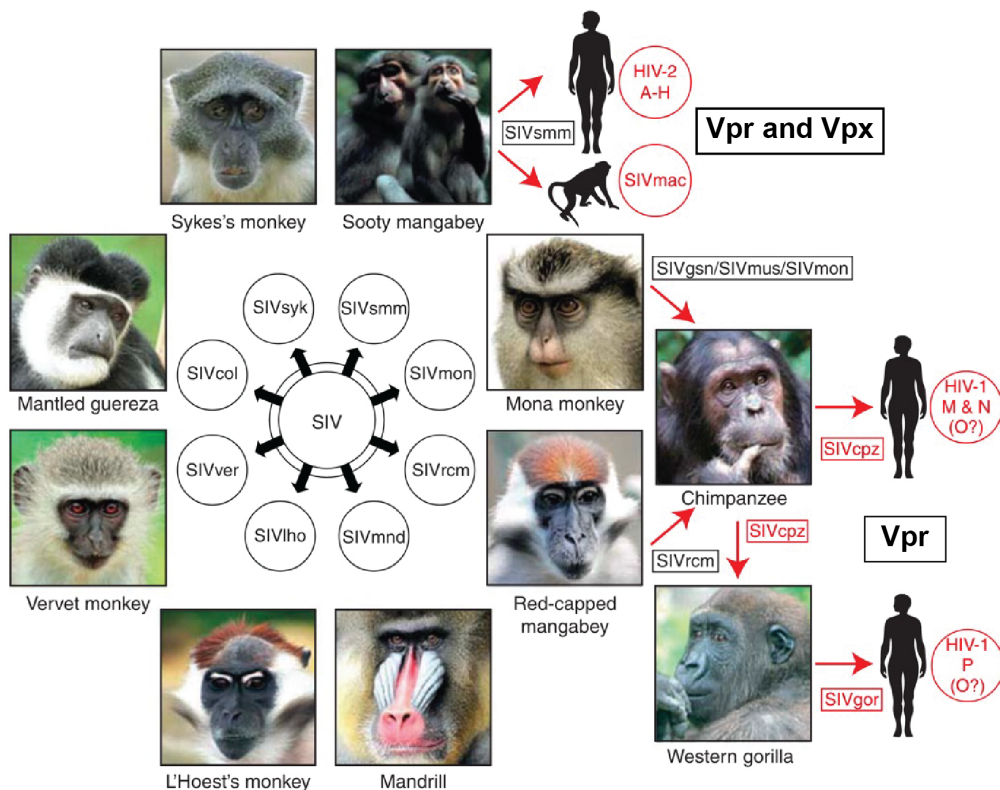 HIV-2
A-H
SIVsmm
Vpr and Vpx
SIVmac
Sykes's monkey
Sooty mangabey
SIVgsn/SIVmus/SIVmon
SIVsyk
SIVsmm
SIVcol
SIVmon
SIV
SIVver
SIVrcm
SIVlho
SIVmnd
Mantled guereza
Mona monkey
HIV-1
M & N
(O?)
SIVcpz
Chimpanzee
SIVcpz
SIVrcm
Vpr
Vervet monkey
Red-capped
mangabey
HIV-1
P
(O?)
SIVgor
Western gorilla
L'Hoest's monkey
Mandrill